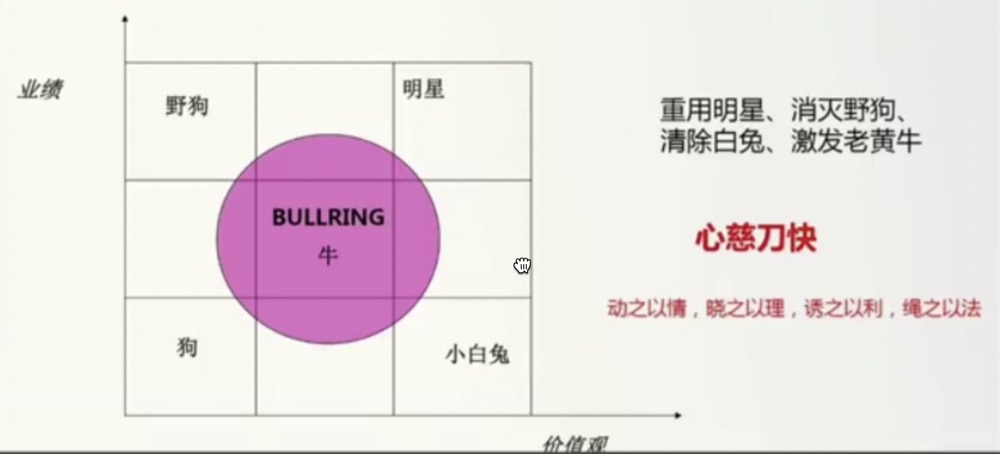 业绩
野狗
明星
BULLRING
牛
狗
小白兔
价值观
重用明星、消灭野狗、
清除白兔、激发老黄牛
心慈刀快
动之以情，晓之以理，诱之以利，绳之以法